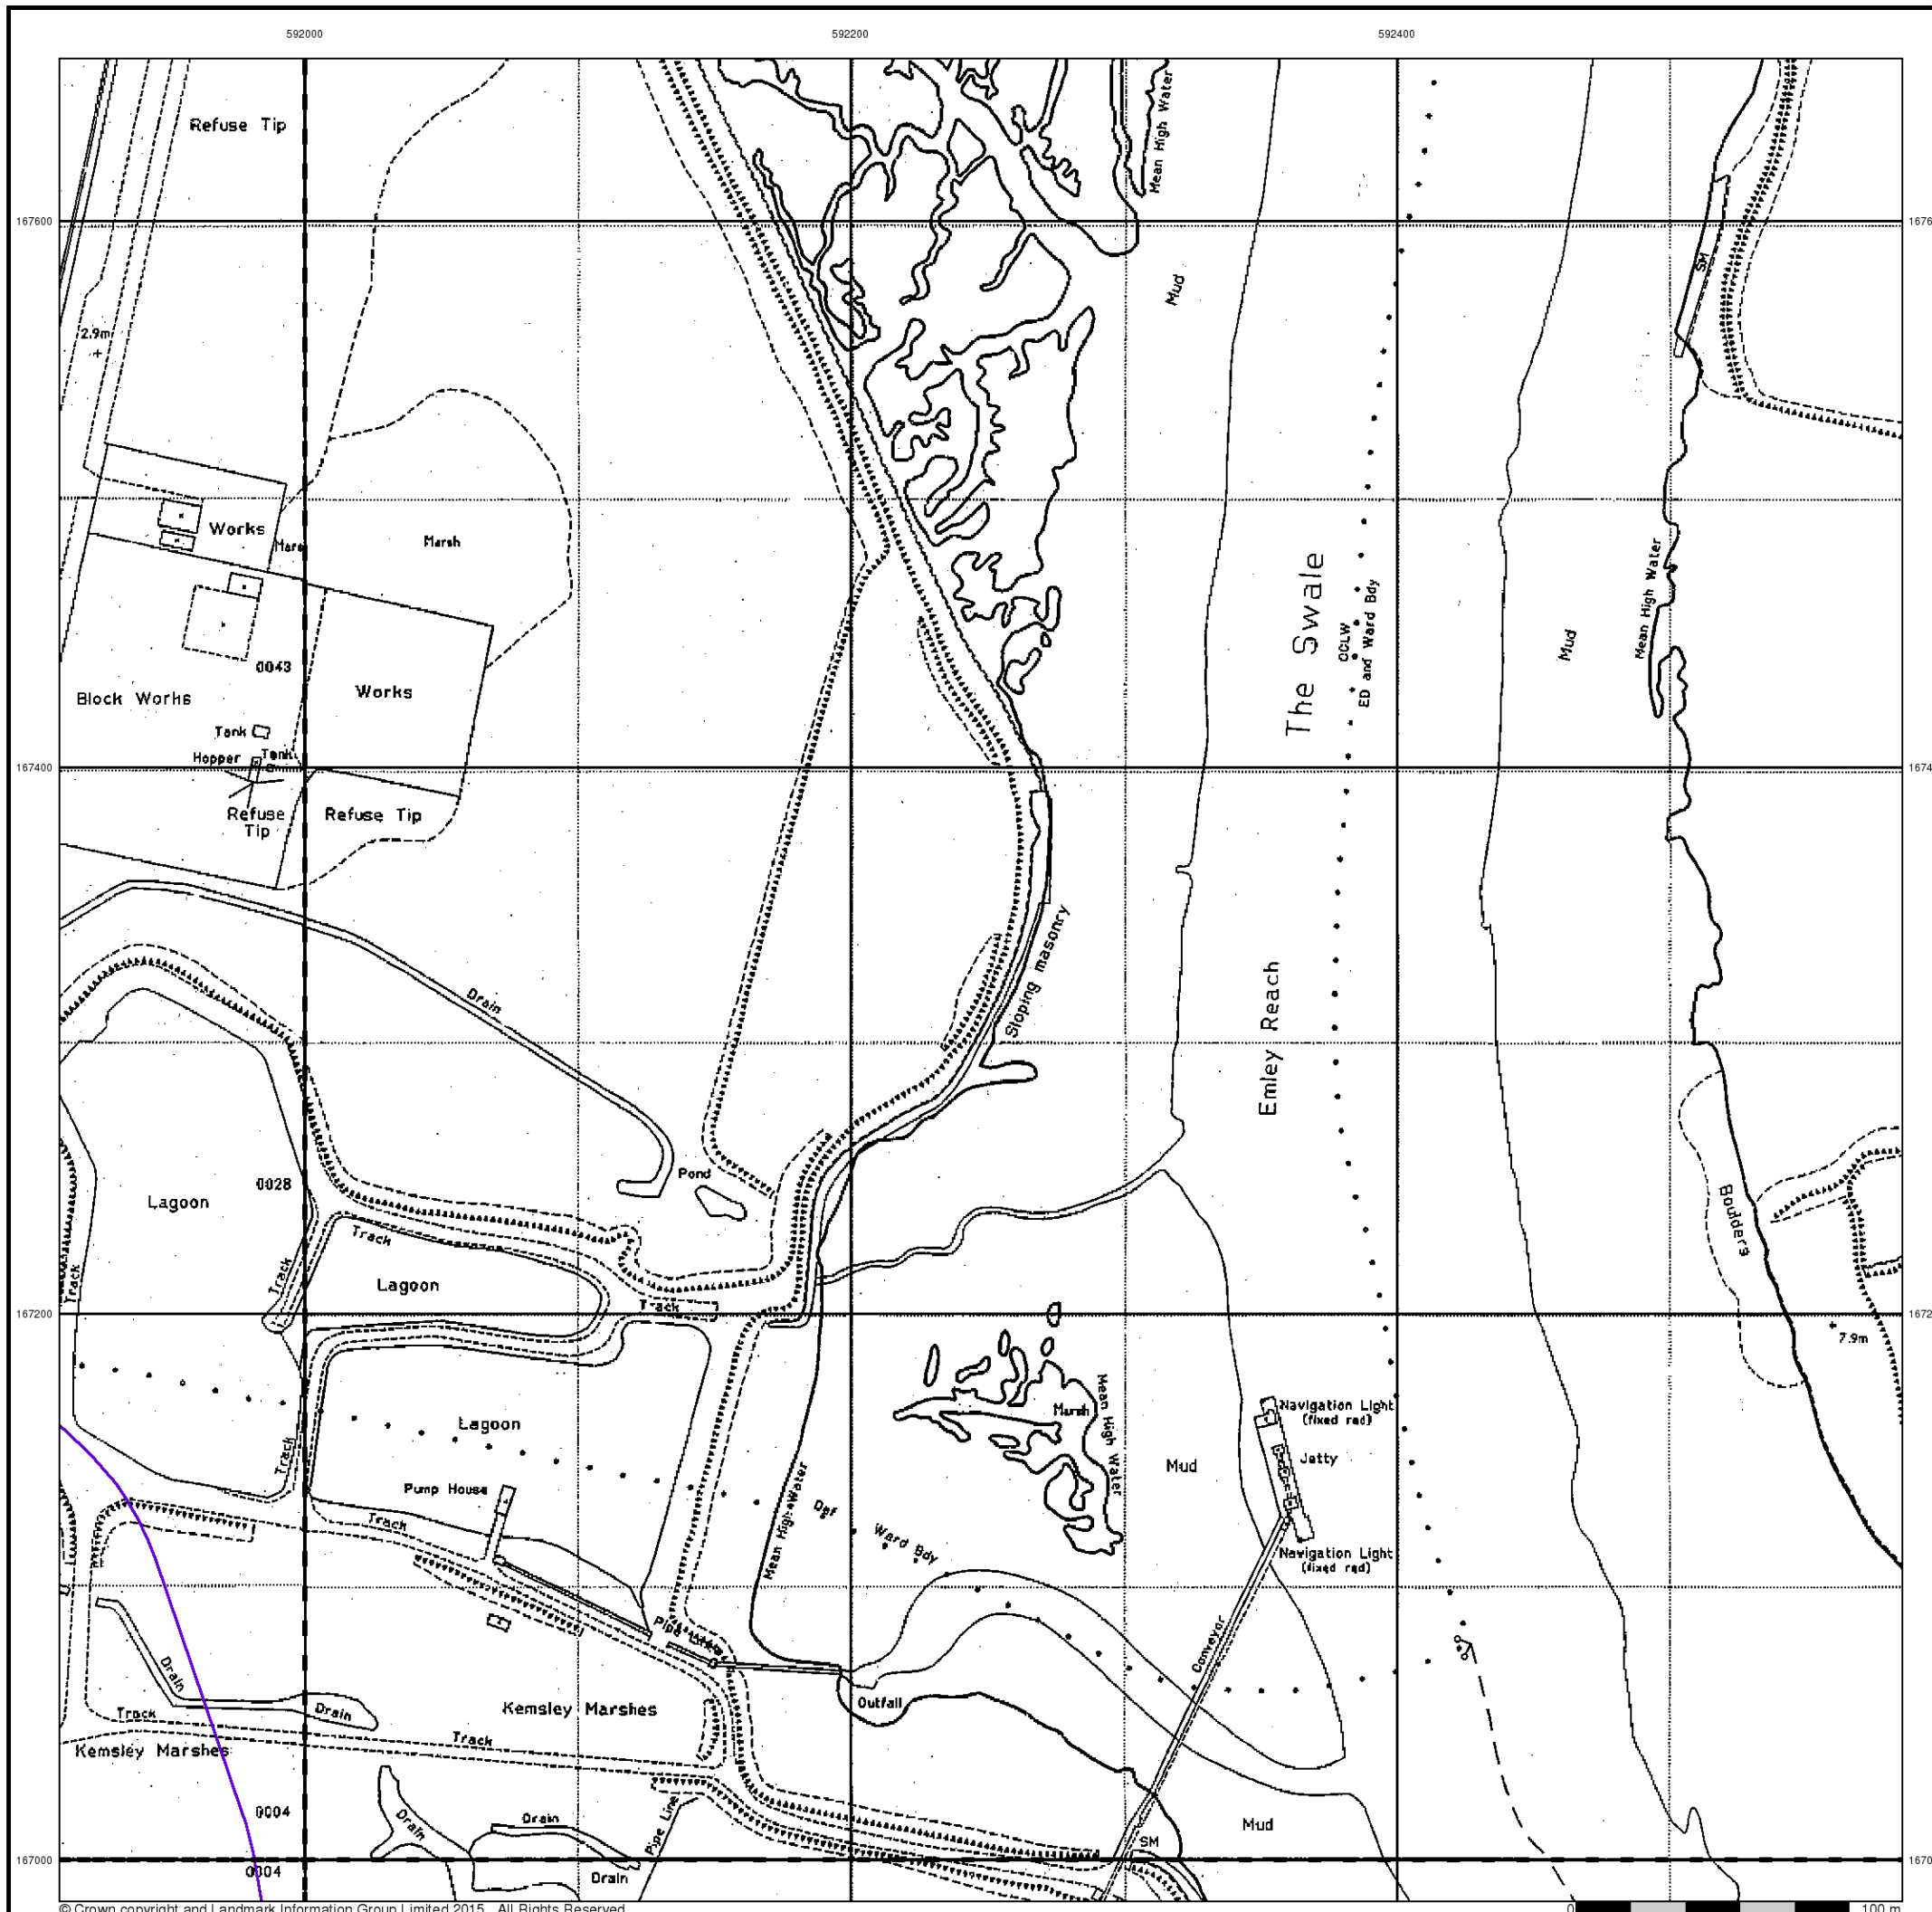 592000
592200
592400
Refuse Tip
Mean High Water
167600
1676
SM
Mud
2.9m
Works
Mars
Marsh
The Swale
OCLW
ED and Ward Bdy
Mean High Water
Mud
0043
Block Works
Works
Tank
Hopper
Tank
167400
1674
Refuse
Tip
Refuse Tip
Sloping masonry
Drain
Emley Reach
Pond
0028
Lagoon
Boulders
Track
Track
Track
Lagoon
Track
167200
1672
7.9m
Mean High Water
Marsh
Navigation Light
(fixed red)
Lagoon
Track
Jetty
Mud
Pump House
Mean High Water
Def
Track
Ward Bdy
Navigation Light
(fixed red)
Pipe Line
Conveyor
Drain
Drain
Kemsley Marshes
Outfall
Track
Track
Kemsley Marshes
0004
Drain
Drain
Pipe Line
Mud
SM
167000
1670
0004
Drain
© Crown copyright and Landmark Information Group Limited 2015. All Rights Reserved
0
100 m